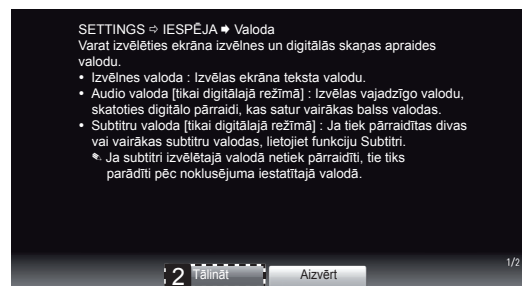 SETTINGS ⇨ IESPĒJA ➡ Valoda
Varat izvēlēties ekrāna izvēlnes un digitālās skaņas apraides
valodu.
• Izvēlnes valoda : Izvēlas ekrāna teksta valodu.
• Audio valoda [tikai digitālajā režīmā] : Izvēlas vajadzīgo valodu,
skatoties digitālo pārraidi, kas satur vairākas balss valodas.
• Subtitru valoda [tikai digitālajā režīmā] : Ja tiek pārraidītas divas
vai vairākas subtitru valodas, lietojiet funkciju Subtitri.
✎ Ja subtitri izvēlētajā valodā netiek pārraidīti, tie tiks
parādīti pēc noklusējuma iestatītajā valodā.
1/2
2 Tālināt Aizvērt